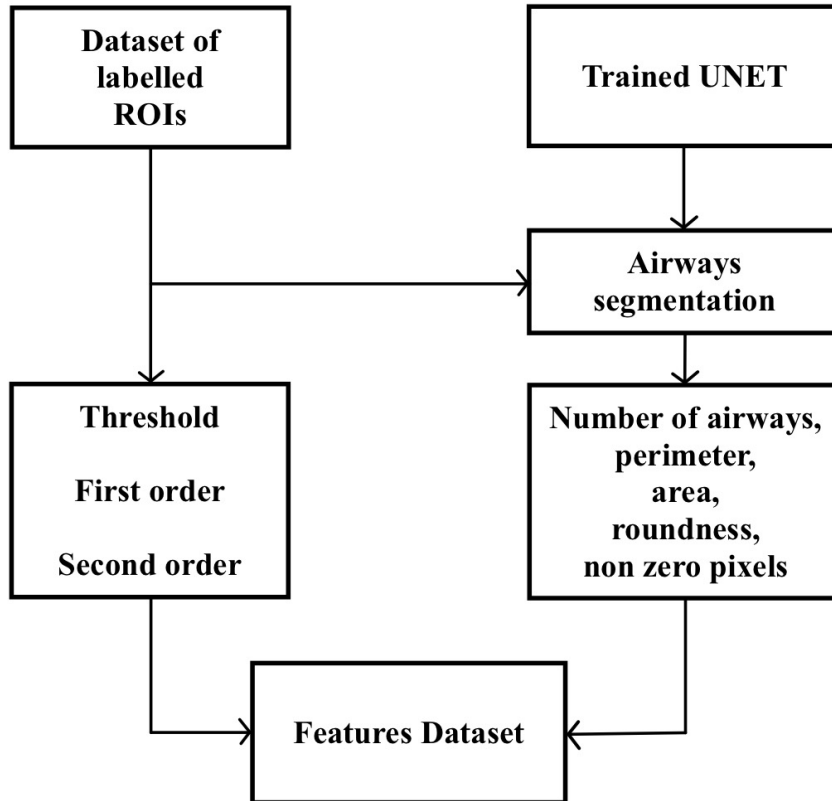 Dataset of
labelled
ROIs
Trained UNET
Airways
segmentation
Threshold
First order
Second order
Number of airways,
perimeter,
area,
roundness,
non zero pixels
Features Dataset